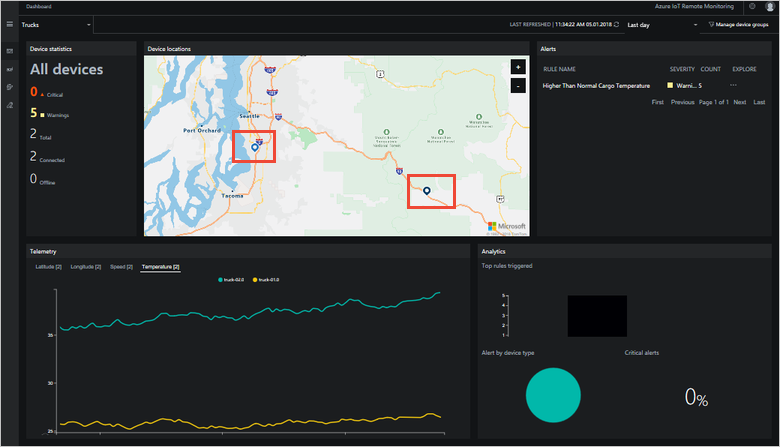 Dashboard
Azure IoT Remote Monitoring
Trucks
LAST REFRESHED | 11:34:22 AM 05.01.2018
Last day
Manage device groups
Device statistics
All devices
0 Critical
5 Warnings
2 Total
2 Connected
0 Offline
Device locations
Seattle
Port Orchard
Tacoma
+
-
Microsoft
Alerts
RULE NAME SEVERITY COUNT EXPLORE
Higher Than Normal Cargo Temperature Warni... 5 ...
First Previous Page 1 of 1 Next Last
Telemetry
Latitude [2] Longitude [2] Speed [2] Temperature [2]
truck-02.0 truck-01.0
35
30
25
Analytics
Top rules triggered
5
4
3
2
1
Alert by device type
Critical alerts
0%